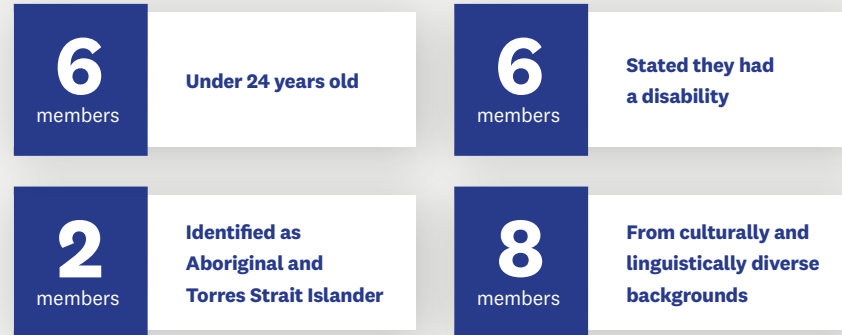 6
members
Under 24 years old
6
members
Stated they had
a disability
2
members
Identified as
Aboriginal and
Torres Strait Islander
8
members
From culturally and
linguistically diverse
backgrounds